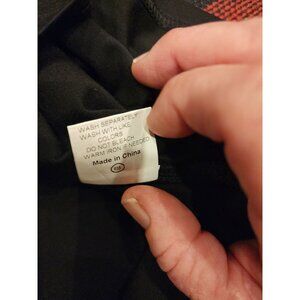 WASH SEPARATELY
WASH WITH LIKE
COLORS
DO NOT BLEACH
WARM IRON IF NEEDED
Made in China